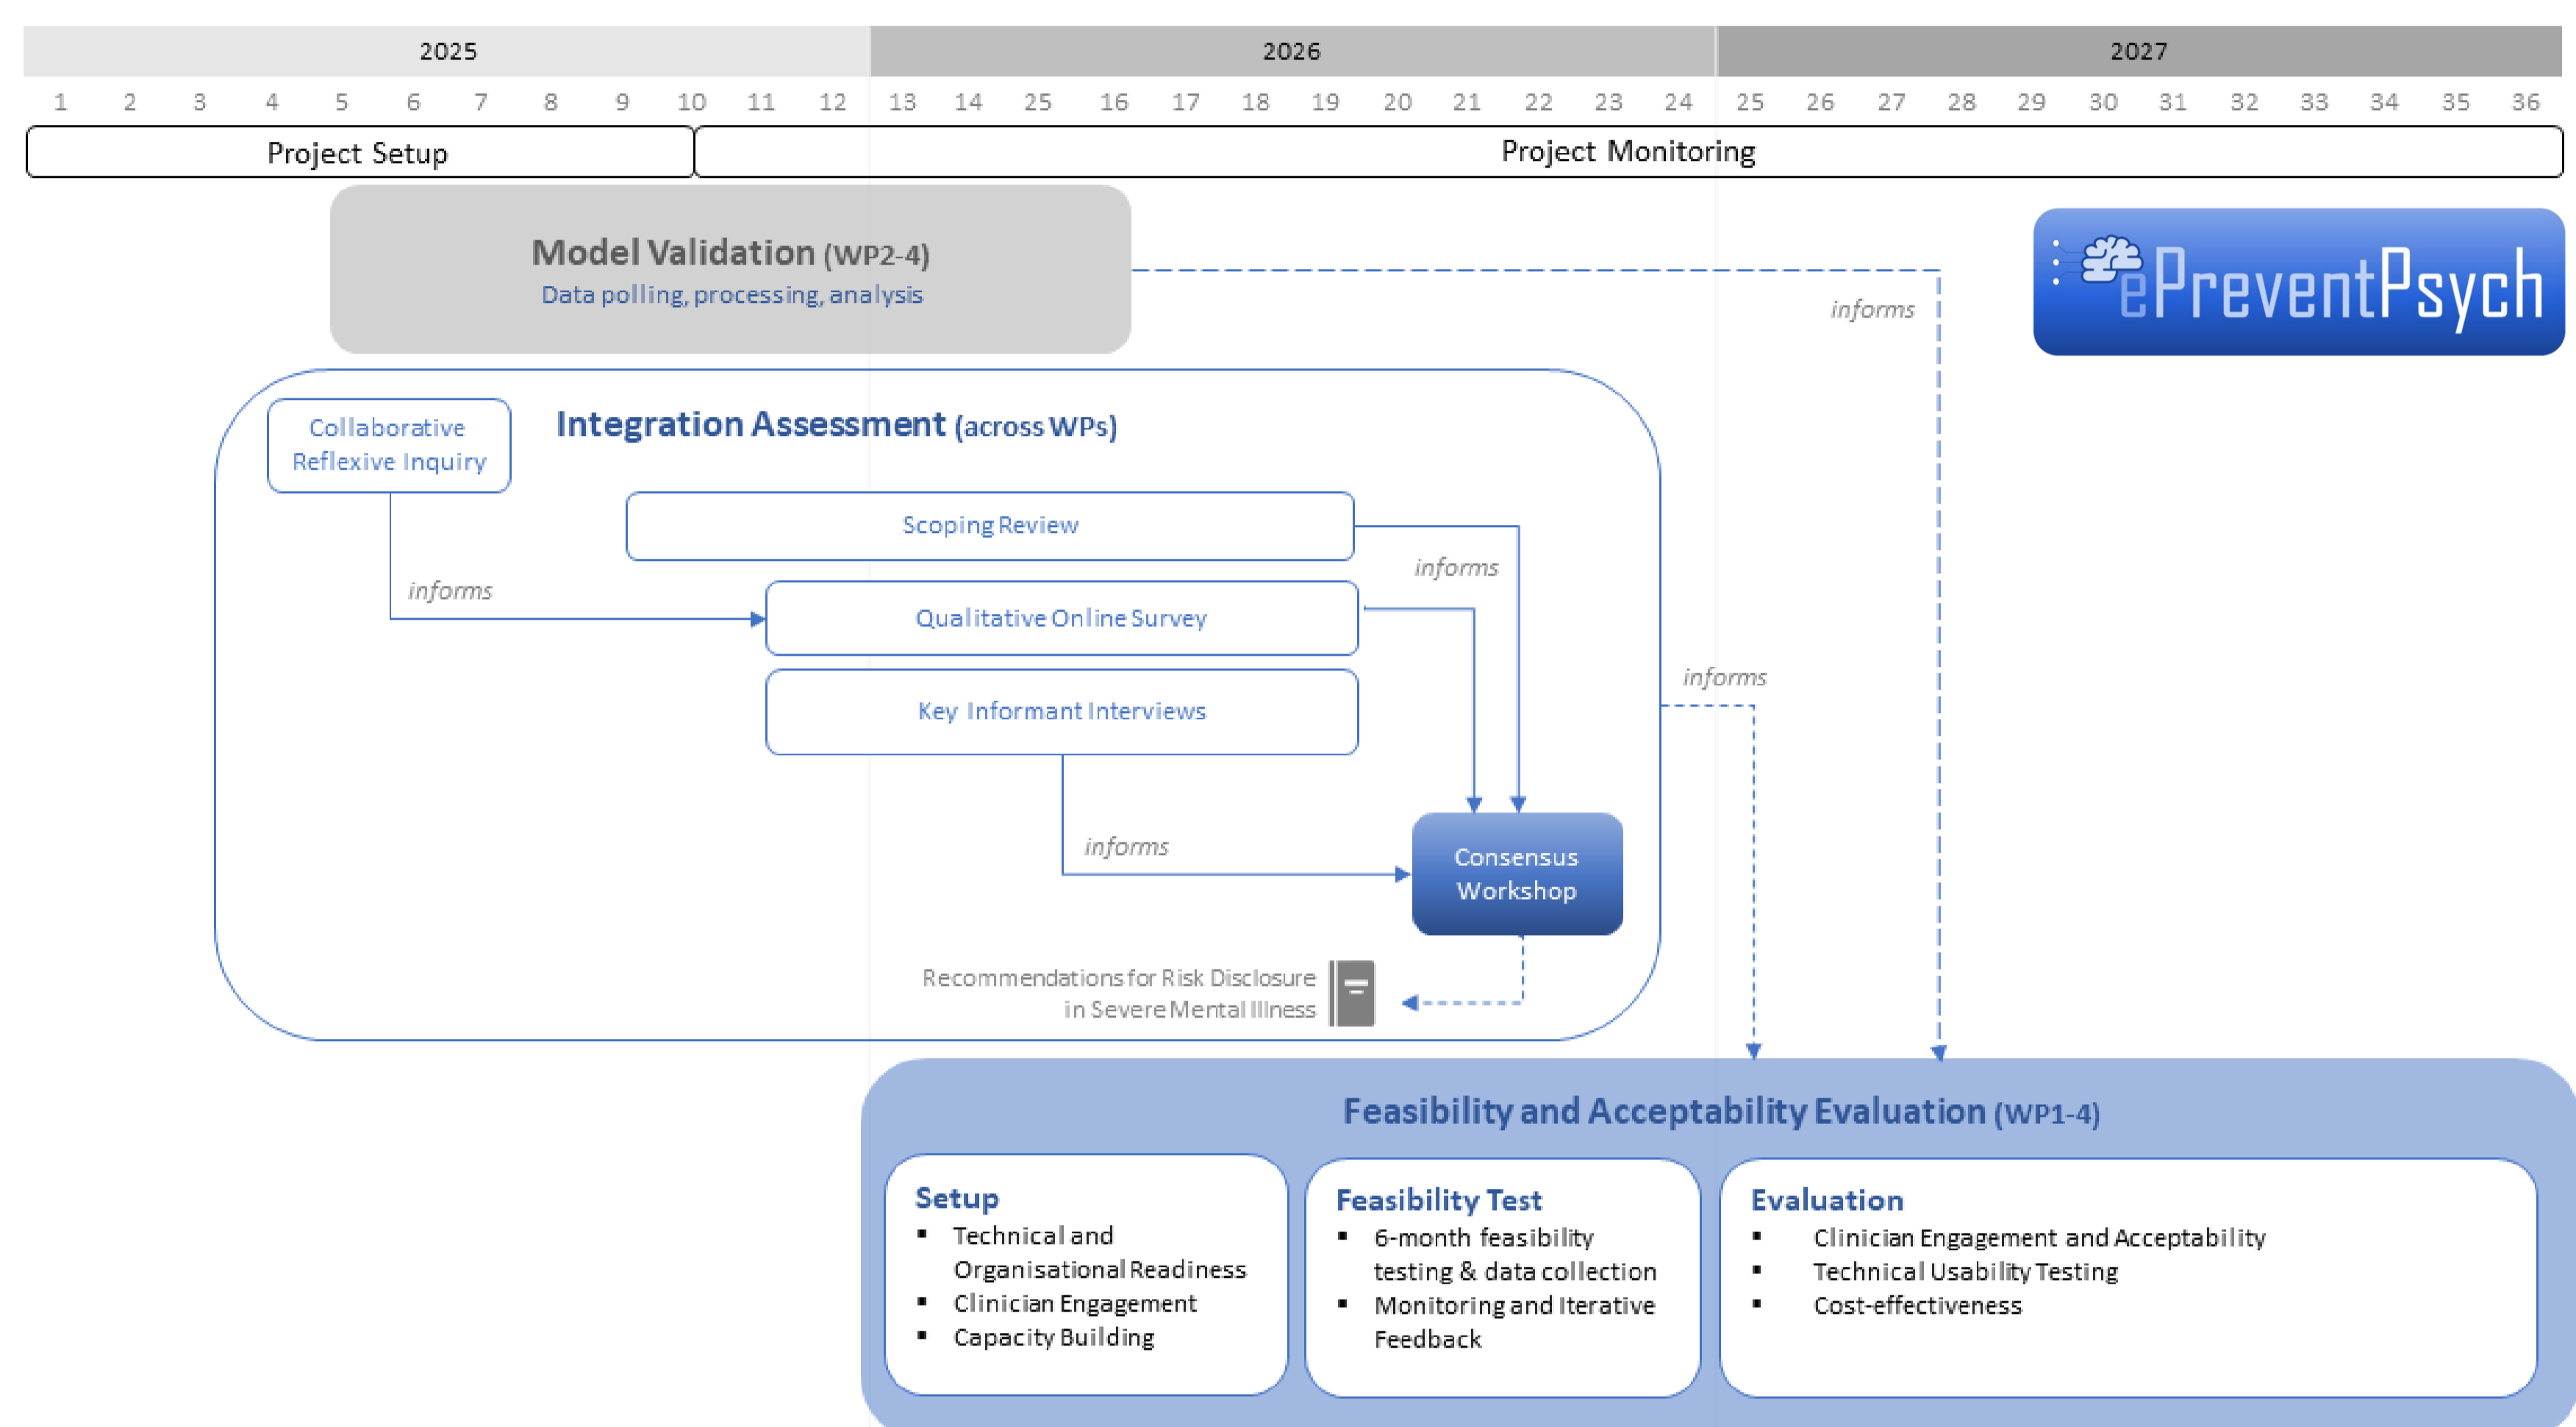 2025 2026 2027
1 2 3 4 5 6 7 8 9 10 11 12 13 14 25 16 17 18 19 20 21 22 23 24 25 26 27 28 29 30 31 32 33 34 35 36
Project Setup
Project Monitoring
Model Validation (WP2-4)
Data polling, processing, analysis
informs
ePreventPsych
Integration Assessment (across WPs)
Collaborative
Reflexive Inquiry
Scoping Review
informs
informs
Qualitative Online Survey
Key Informant Interviews
informs
informs
Consensus
Workshop
Recommendations for Risk Disclosure
in Severe Mental Illness
Feasibility and Acceptability Evaluation (WP1-4)
Setup
▪ Technical and
Organisational Readiness
▪ Clinician Engagement
▪ Capacity Building
Feasibility Test
▪ 6-month feasibility
testing & data collection
▪ Monitoring and Iterative
Feedback
Evaluation
▪ Clinician Engagement and Acceptability
▪ Technical Usability Testing
▪ Cost-effectiveness